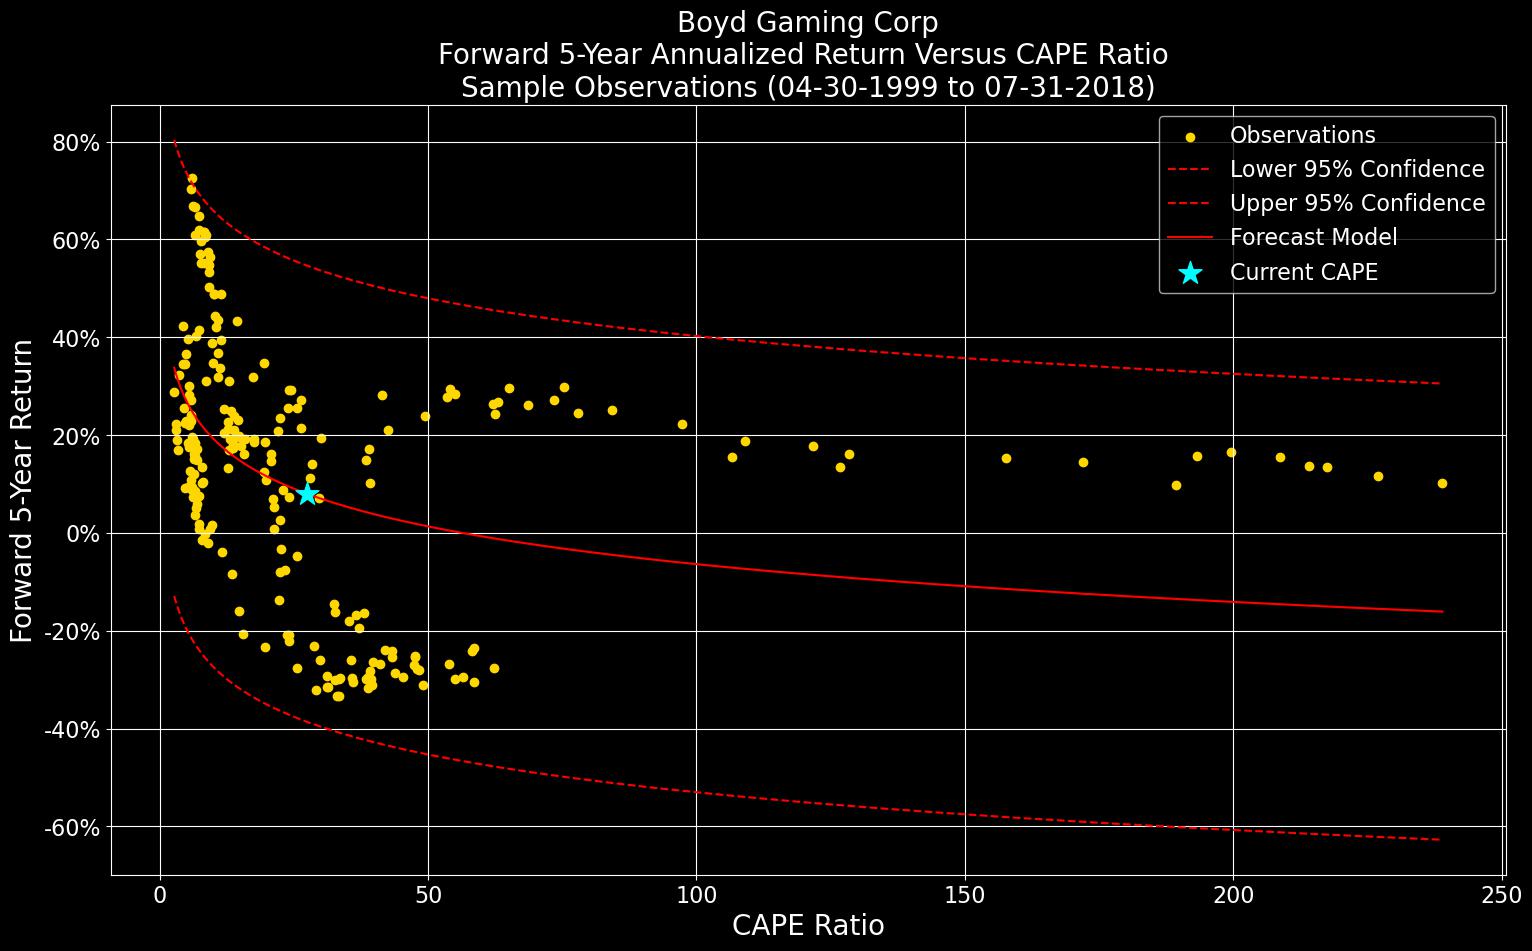 Boyd Gaming Corp
Forward 5-Year Annualized Return Versus CAPE Ratio
Sample Observations (04-30-1999 to 07-31-2018)
Observations
Lower 95% Confidence
Upper 95% Confidence
Forecast Model
Current CAPE
Forward 5-Year Return
80%
60%
40%
20%
0%
-20%
-40%
-60%
0 50 100 150 200 250
CAPE Ratio